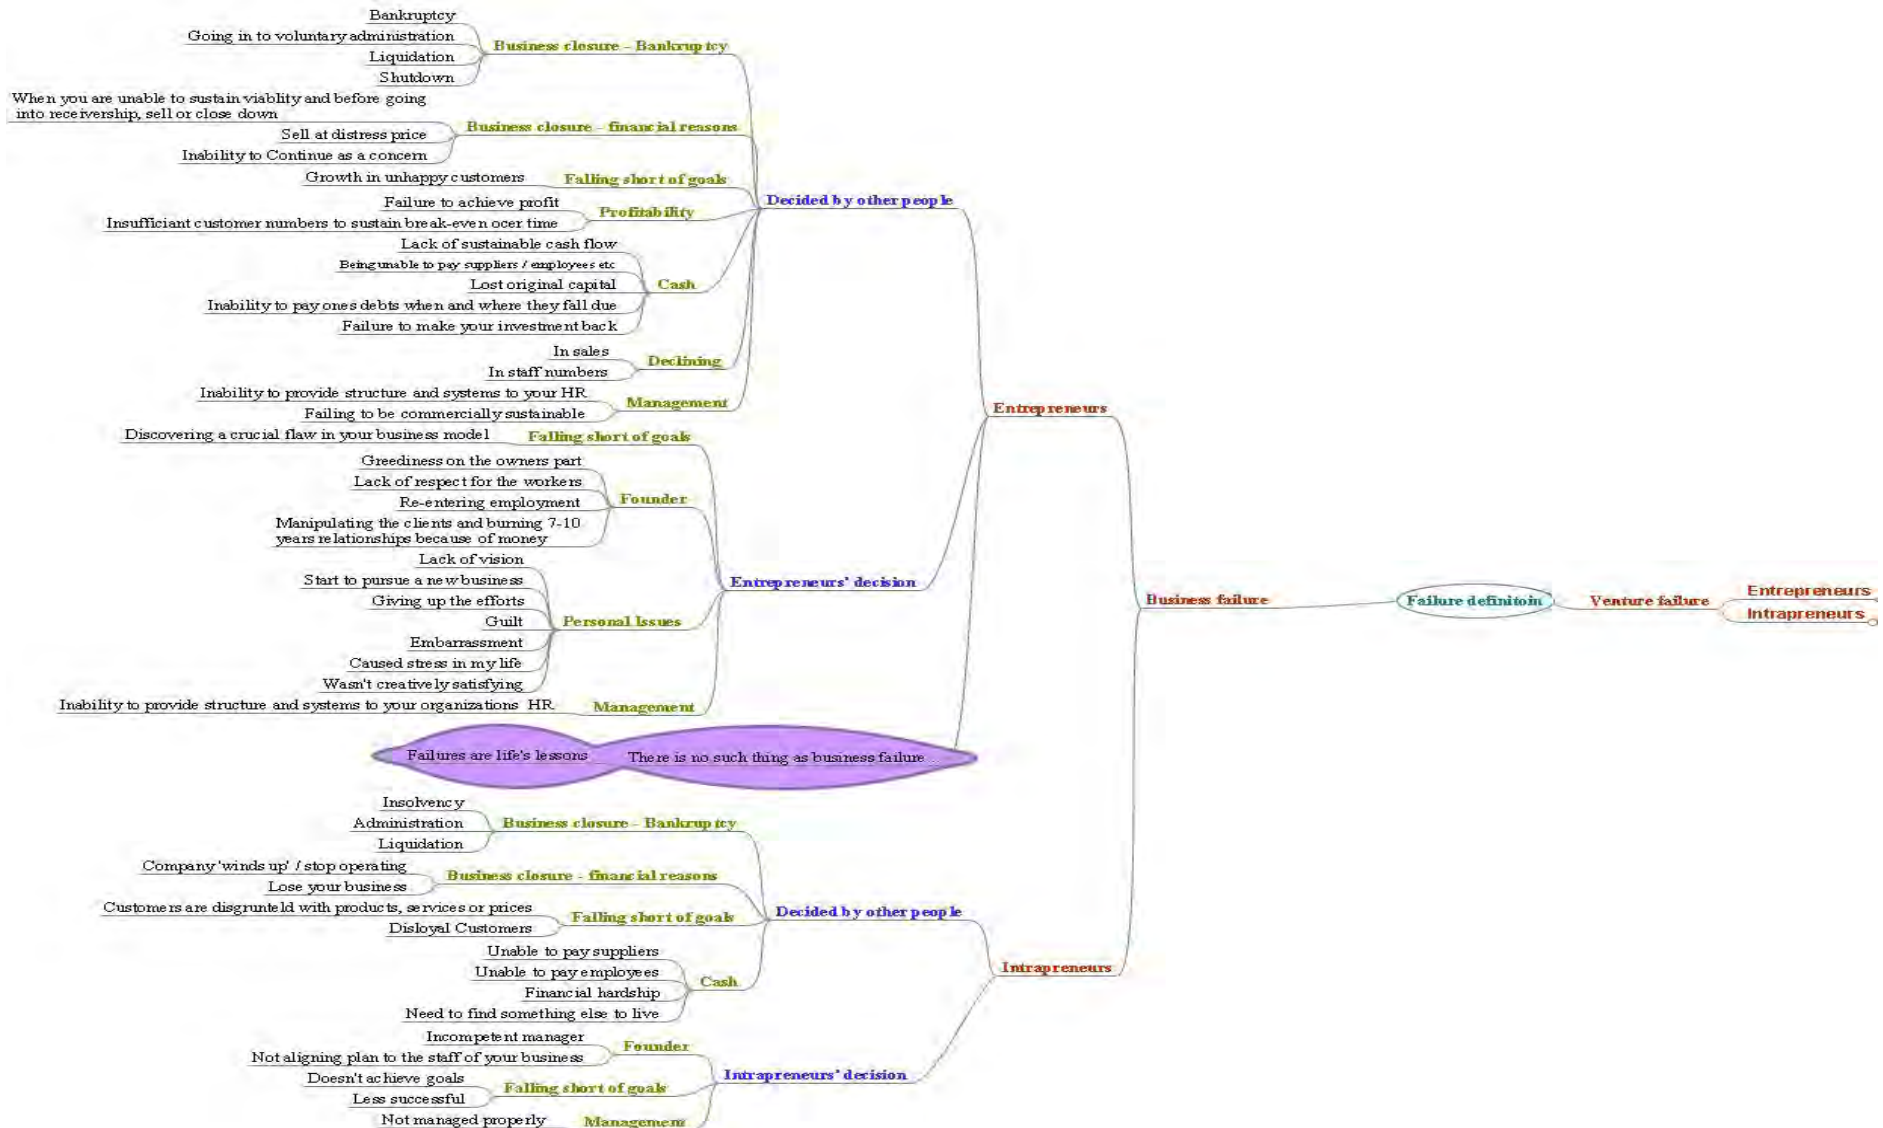 Bankruptcy
Going in to voluntary administration
Liquidation
Shutdown
Business closure - Bankruptcy
When you are unable to sustain viablity and before going
into receivership, sell or close down
Sell at distress price
Inability to Continue as a concern
Business closure - financial reasons
Growth in unhappy customers
Falling short of goals
Failure to achieve profit
Insufficiant customer numbers to sustain break-even ocer time
Profitability
Lack of sustainable cash flow
Being unable to pay suppliers / employees etc
Lost original capital
Inability to pay ones debts when and where they fall due
Failure to make your investment back
Cash
In sales
In staff numbers
Declining
Inability to provide structure and systems to your HR
Failing to be commercially sustainable
Management
Decided by other people
Discovering a crucial flaw in your business model
Falling short of goals
Greediness on the owners part
Lack of respect for the workers
Re-entering employment
Manipulating the clients and burning 7-10
years relationships because of money
Founder
Lack of vision
Start to pursue a new business
Giving up the efforts
Guilt
Embarrassment
Caused stress in my life
Wasn't creatively satisfying
Personal Issues
Inability to provide structure and systems to your organizations HR
Management
Entrepreneurs' decision
Failures are life's lessons
There is no such thing as business failure
Entrepreneurs
Insolvency
Administration
Liquidation
Business closure - Bankruptcy
Company 'winds up' / stop operating
Lose your business
Business closure - financial reasons
Customers are disgrunteld with products, services or prices
Disloyal Customers
Falling short of goals
Unable to pay suppliers
Unable to pay employees
Financial hardship
Need to find something else to live
Cash
Decided by other people
Incompetent manager
Not aligning plan to the staff of your business
Founder
Doesn't achieve goals
Less successful
Falling short of goals
Not managed properly
Management
Intrapreneurs' decision
Intrapreneurs
Business failure
Failure definitoin
Venture failure
Entrepreneurs
Intrapreneurs